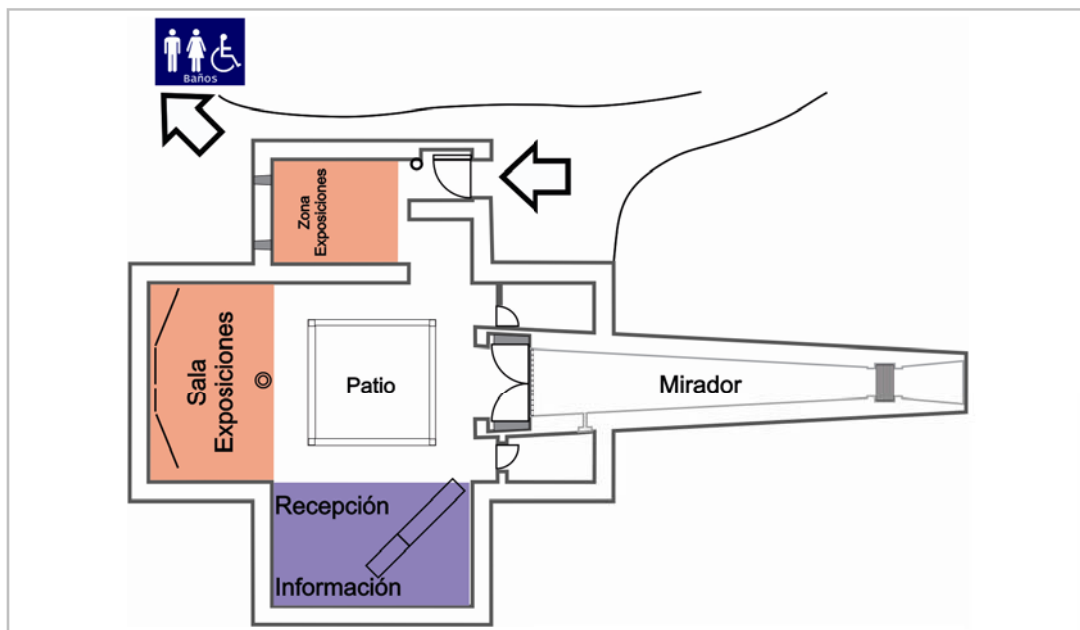 Baños
Zona
Exposiciones
Sala
Exposiciones
Patio
Mirador
Recepción
Información